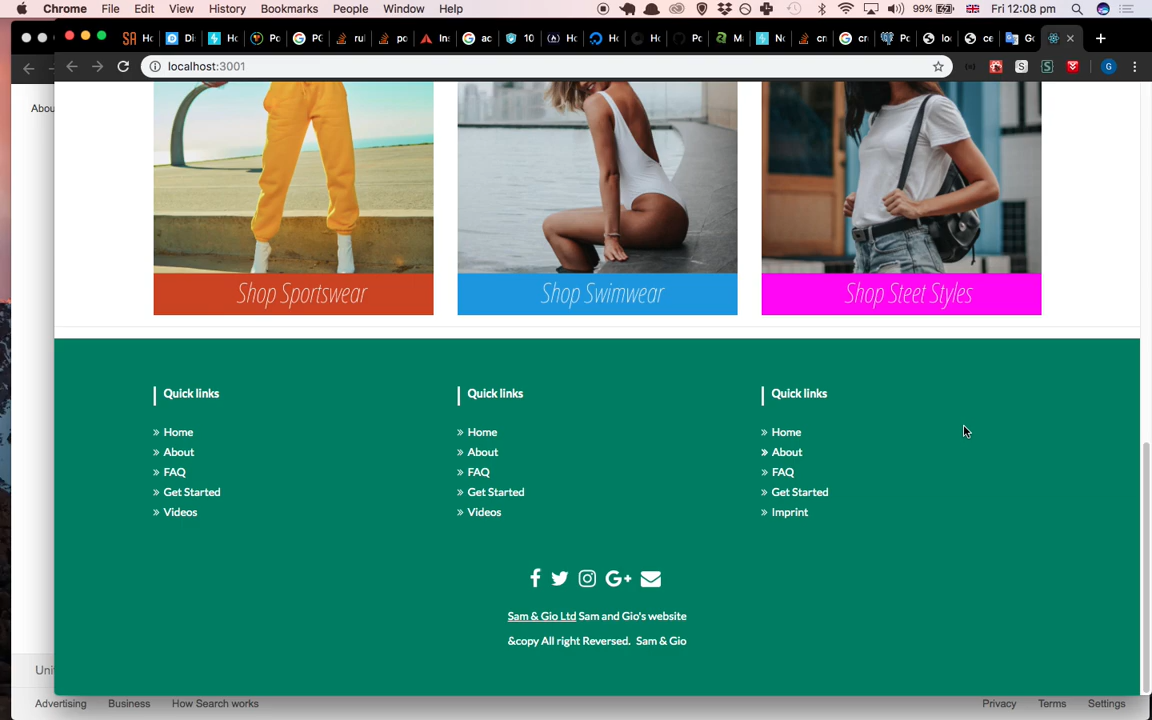 Chrome File Edit View History Bookmarks People Window Help 99% Fri 12:08 pm
localhost:3001
Abou
Shop Sportswear Shop Swimwear Shop Steet Styles
Quick links Quick links Quick links
» Home » Home » Home
» About » About » About
» FAQ » FAQ » FAQ
» Get Started » Get Started » Get Started
» Videos » Videos » Imprint
Sam & Gio Ltd Sam and Gio's website
&copy All right Reversed. Sam & Gio
Unit
Advertising Business How Search works Privacy Terms Settings